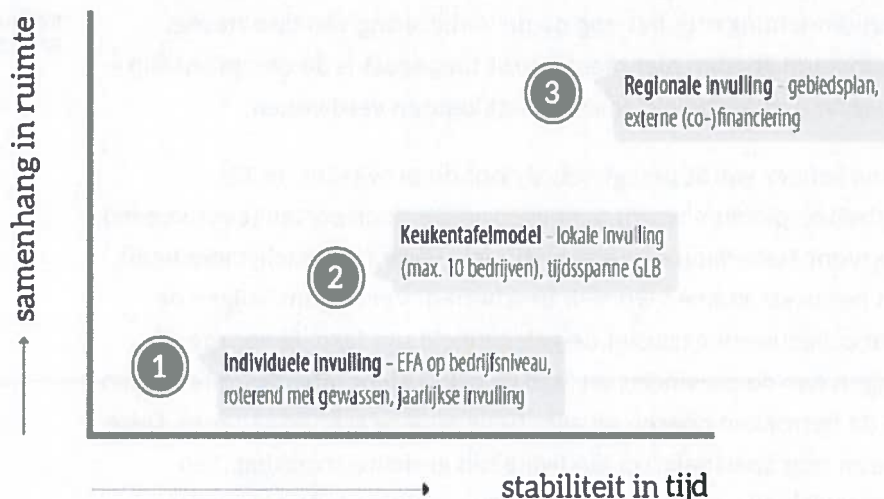 samenhang in ruimte
3
Regionale invulling - gebiedsplan,
externe (co-)financiering
2
Keukentafelmodel - lokale invulling
(max. 10 bedrijven), tijdsspanne GLB
1
Individuele invulling - EFA op bedrijfsniveau,
roterend met gewassen, jaarlijkse invulling
stabiliteit in tijd